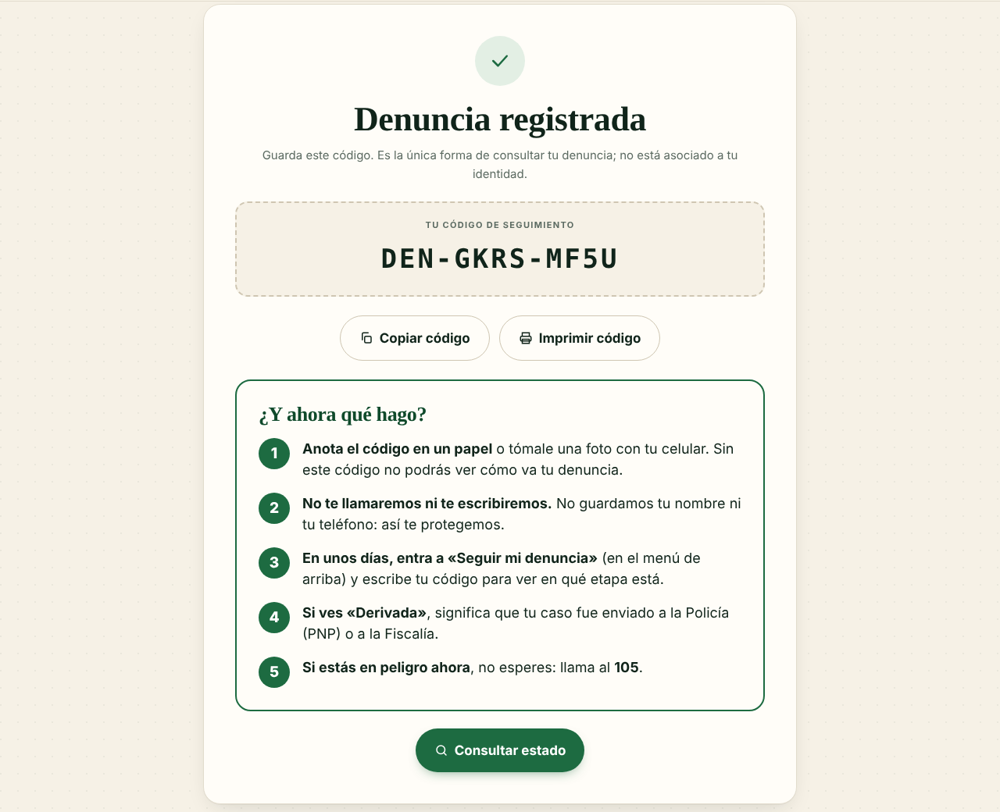 Denuncia registrada
Guarda este código. Es la única forma de consultar tu denuncia; no está asociado a tu
identidad.
TU CÓDIGO DE SEGUIMIENTO
DEN-GKRS-MF5U
Copiar código
Imprimir código
¿Y ahora qué hago?
1 Anota el código en un papel o tómale una foto con tu celular. Sin
este código no podrás ver cómo va tu denuncia.
2 No te llamaremos ni te escribiremos. No guardamos tu nombre ni
tu teléfono: así te protegemos.
3 En unos días, entra a «Seguir mi denuncia» (en el menú de
arriba) y escribe tu código para ver en qué etapa está.
4 Si ves «Derivada», significa que tu caso fue enviado a la Policía
(PNP) o a la Fiscalía.
5 Si estás en peligro ahora, no esperes: llama al 105.
Consultar estado